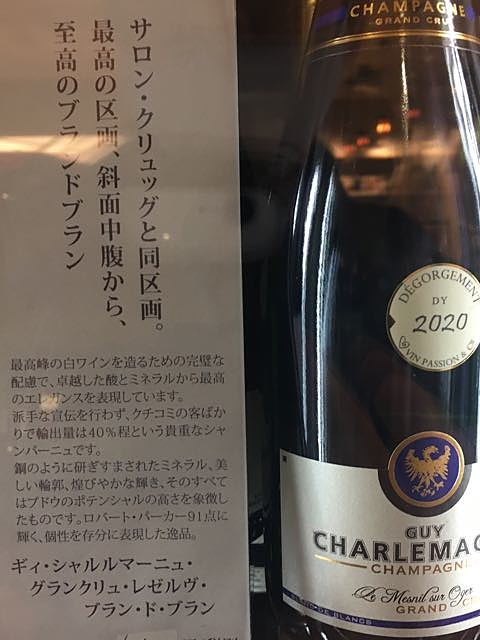 サロン・クリュッグと同区画。
最高の区画、斜面中腹から、
至高のブランドブラン
最高峰の白ワインを造るための完璧な
配慮で、卓越した酸とミネラルから最高
のエレガンスを表現しています。
派手な宣伝を行わず、クチコミの客ばか
りで輸出量は40%程という貴重なシャ
ンパーニュです。
鋼のように研ぎすまされたミネラル、美
しい輪郭、煌びやかな輝き、そのすべて
はブドウのポテンシャルの高さを象徴し
たものです。ロバート・パーカー91点に
輝く、個性を存分に表現した逸品。
ギィ・シャルルマーニュ・
グランクリュ・レゼルヴ・
ブラン・ド・ブラン
CHAMPAGNE
GRAND CRU
DÉGORGEMENT
DY
2020
VIN PASSION & Co
GUY
CHARLEMAG
CHAMPAGNE
Le Mesnil sur Oger
GRAND C
BLANC DE BLANCS